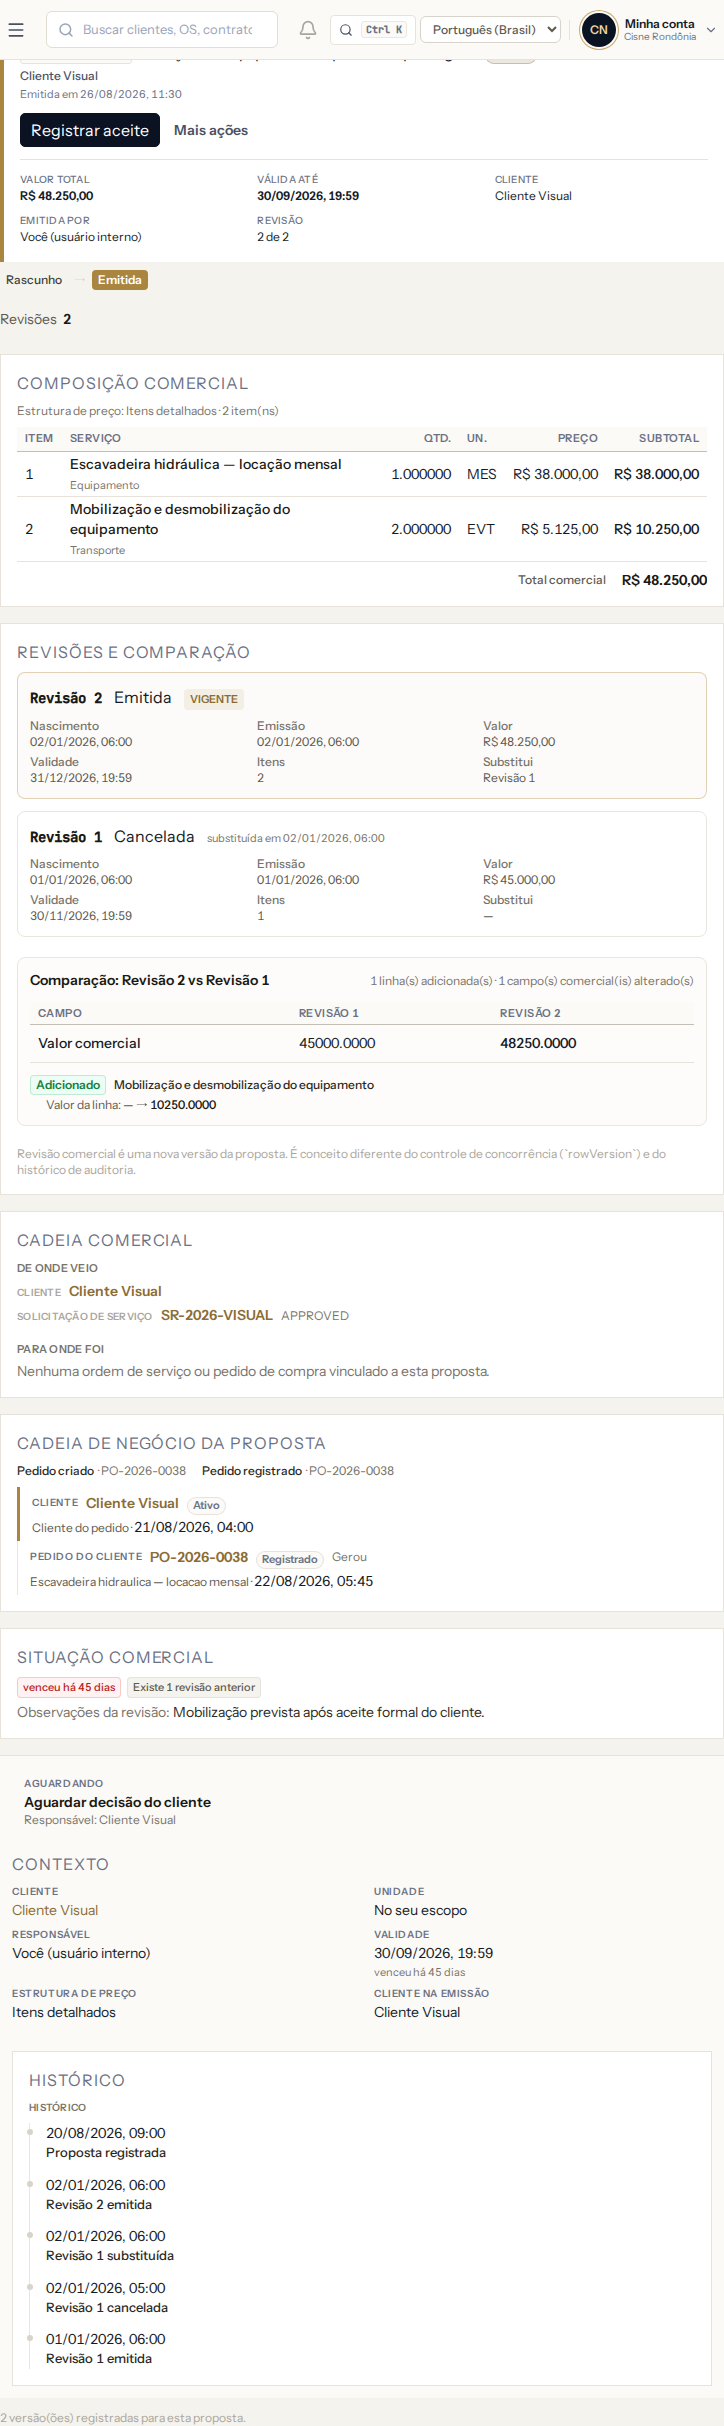 Buscar clientes, OS, contratc
Ctrl K
Português (Brasil)
CN
Minha conta
Cisne Rondônia
Cliente Visual
Emitida em 26/08/2026, 11:30
Registrar aceite
Mais ações
VALOR TOTAL
R$ 48.250,00
VÁLIDA ATÉ
30/09/2026, 19:59
CLIENTE
Cliente Visual
EMITIDA POR
Você (usuário interno)
REVISÃO
2 de 2
Rascunho → Emitida
Revisões 2
COMPOSIÇÃO COMERCIAL
Estrutura de preço: Itens detalhados · 2 item(ns)
ITEM SERVIÇO QTD. UN. PREÇO SUBTOTAL
1 Escavadeira hidráulica — locação mensal 1.000000 MES R$ 38.000,00 R$ 38.000,00
Equipamento
2 Mobilização e desmobilização do equipamento 2.000000 EVT R$ 5.125,00 R$ 10.250,00
Transporte
Total comercial R$ 48.250,00
REVISÕES E COMPARAÇÃO
Revisão 2 Emitida VIGENTE
Nascimento
02/01/2026, 06:00
Emissão
02/01/2026, 06:00
Valor
R$ 48.250,00
Validade
31/12/2026, 19:59
Itens
2
Substitui
Revisão 1
Revisão 1 Cancelada substituída em 02/01/2026, 06:00
Nascimento
01/01/2026, 06:00
Emissão
01/01/2026, 06:00
Valor
R$ 45.000,00
Validade
30/11/2026, 19:59
Itens
1
Substitui
—
Comparação: Revisão 2 vs Revisão 1
1 linha(s) adicionada(s) · 1 campo(s) comercial(is) alterado(s)
CAMPO REVISÃO 1 REVISÃO 2
Valor comercial 45000.0000 48250.0000
Adicionado Mobilização e desmobilização do equipamento
Valor da linha: — → 10250.0000
Revisão comercial é uma nova versão da proposta. É conceito diferente do controle de concorrência (`rowVersion`) e do
histórico de auditoria.
CADEIA COMERCIAL
DE ONDE VEIO
CLIENTE Cliente Visual
SOLICITAÇÃO DE SERVIÇO SR-2026-VISUAL APPROVED
PARA ONDE FOI
Nenhuma ordem de serviço ou pedido de compra vinculado a esta proposta.
CADEIA DE NEGÓCIO DA PROPOSTA
Pedido criado · PO-2026-0038 Pedido registrado · PO-2026-0038
CLIENTE Cliente Visual Ativo
Cliente do pedido · 21/08/2026, 04:00
PEDIDO DO CLIENTE PO-2026-0038 Registrado Gerou
Escavadeira hidraulica — locacao mensal · 22/08/2026, 05:45
SITUAÇÃO COMERCIAL
venceu há 45 dias Existe 1 revisão anterior
Observações da revisão: Mobilização prevista após aceite formal do cliente.
AGUARDANDO
Aguardar decisão do cliente
Responsável: Cliente Visual
CONTEXTO
CLIENTE
Cliente Visual
UNIDADE
No seu escopo
RESPONSÁVEL
Você (usuário interno)
VALIDADE
30/09/2026, 19:59
venceu há 45 dias
ESTRUTURA DE PREÇO
Itens detalhados
CLIENTE NA EMISSÃO
Cliente Visual
HISTÓRICO
HISTÓRICO
20/08/2026, 09:00
Proposta registrada
02/01/2026, 06:00
Revisão 2 emitida
02/01/2026, 06:00
Revisão 1 substituída
02/01/2026, 05:00
Revisão 1 cancelada
01/01/2026, 06:00
Revisão 1 emitida
2 versão(ões) registradas para esta proposta.